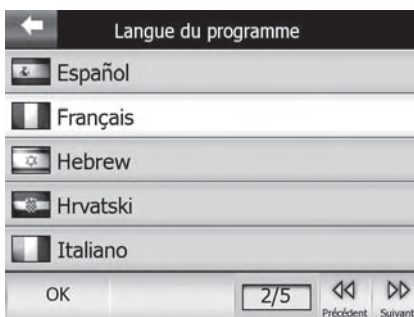 Langue du programme
Español
Français
Hebrew
Hrvatski
Italiano
OK 2/5 Précédent Suivant